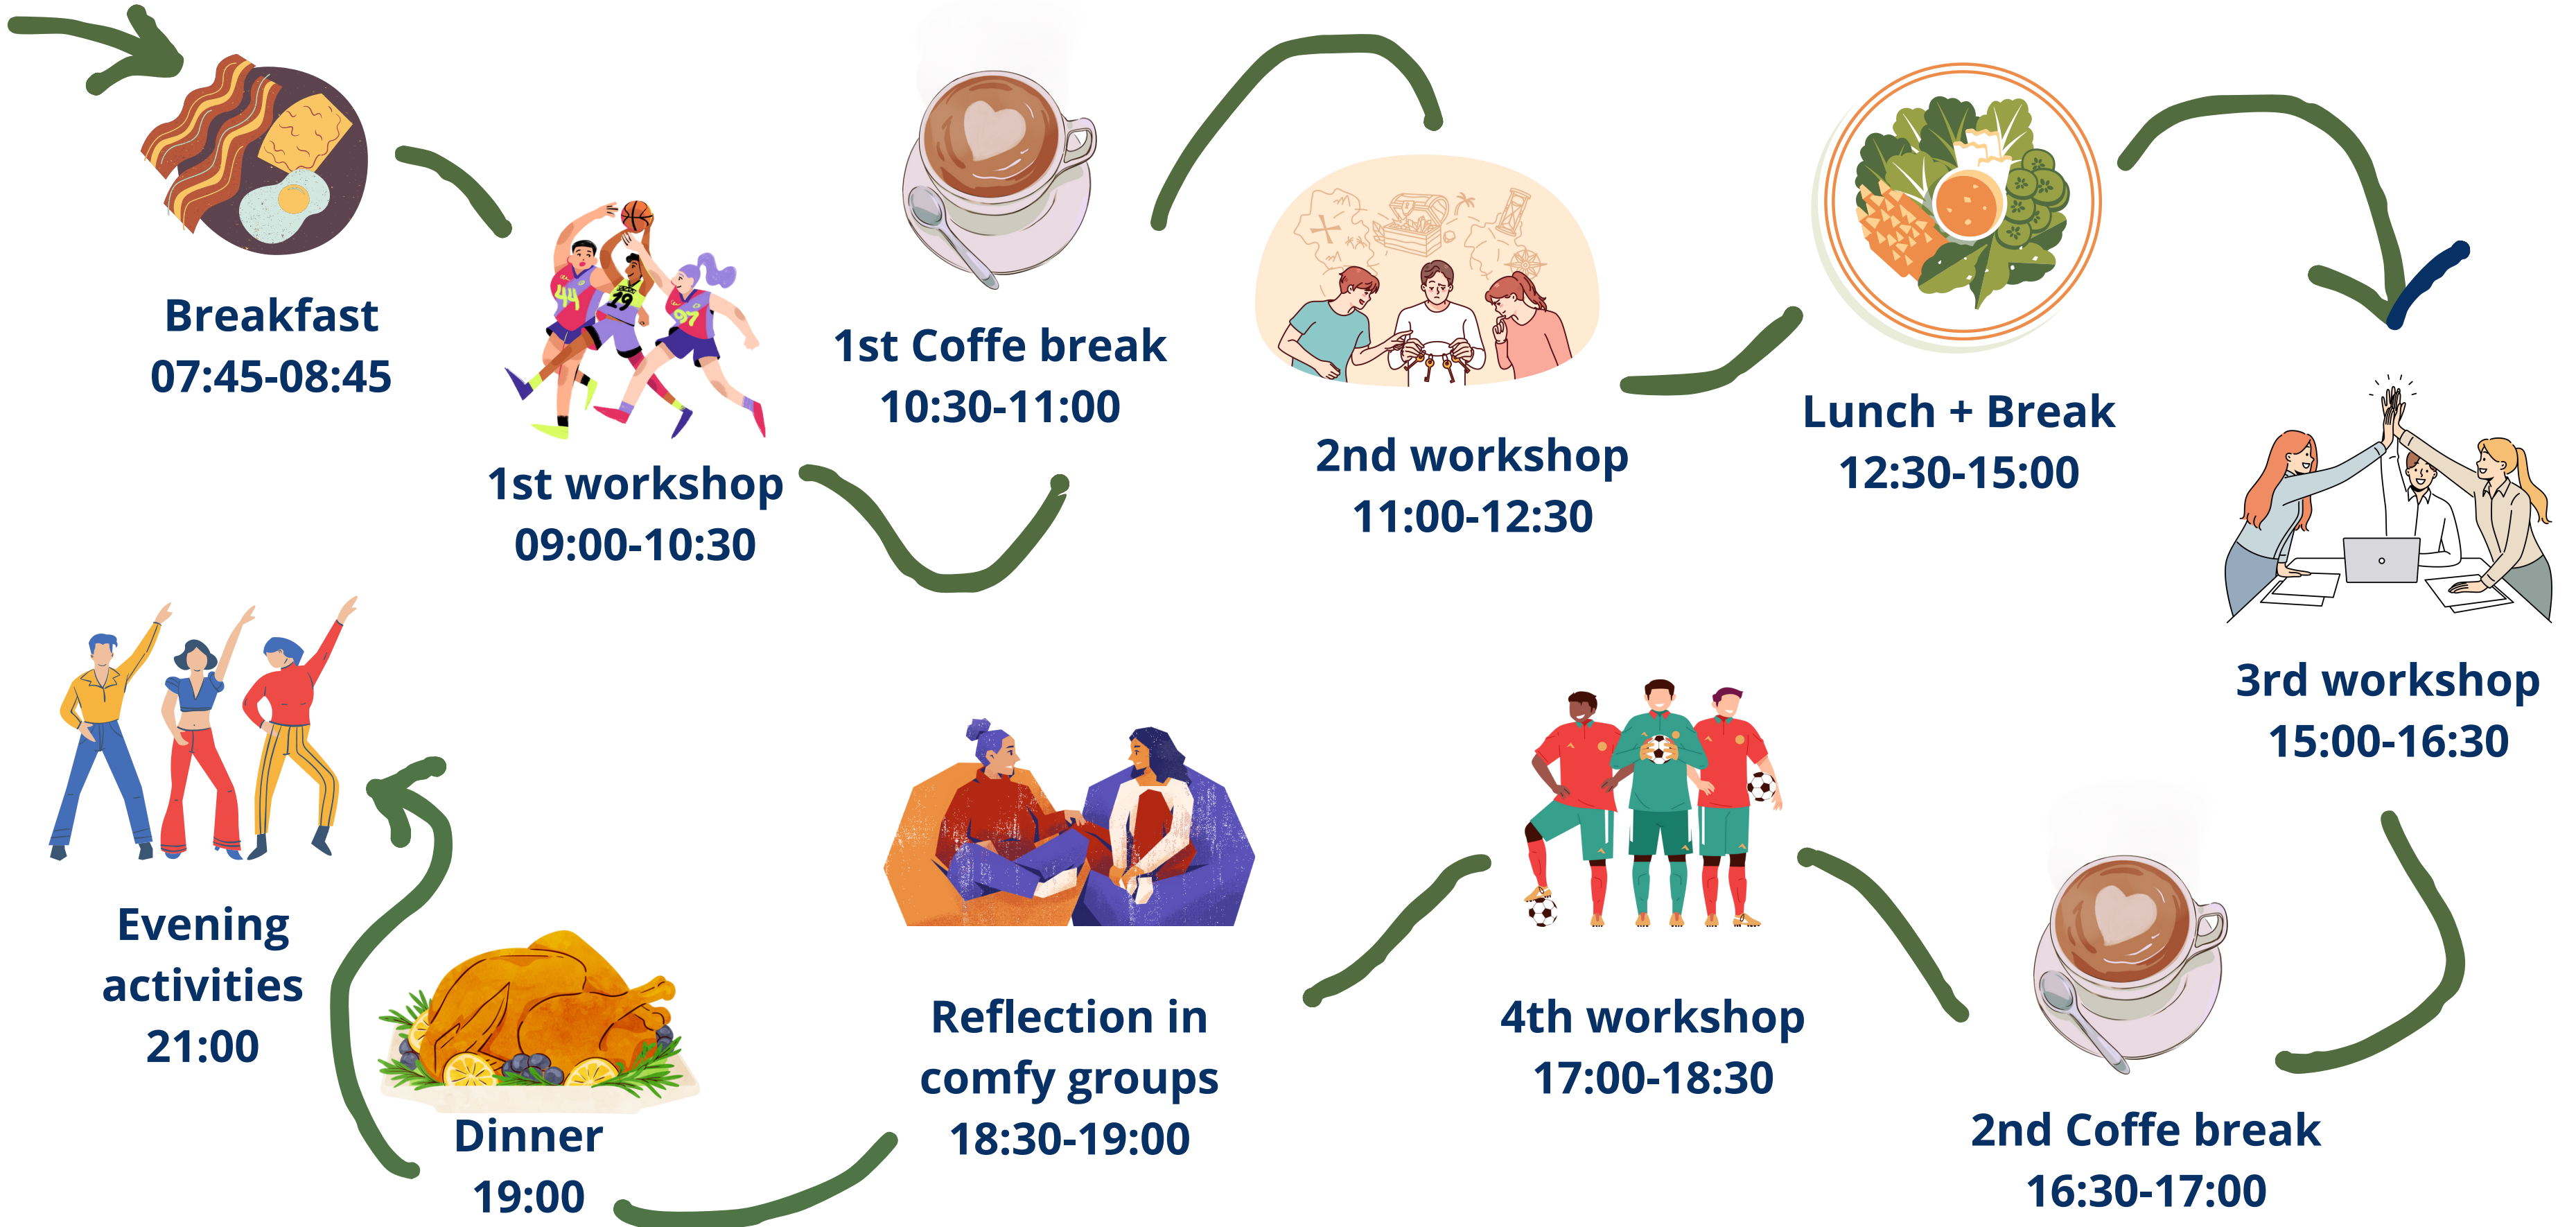 Breakfast
07:45-08:45
44
19
97
1st workshop
09:00-10:30
1st Coffe break
10:30-11:00
2nd workshop
11:00-12:30
Lunch + Break
12:30-15:00
3rd workshop
15:00-16:30
2nd Coffe break
16:30-17:00
4th workshop
17:00-18:30
Reflection in
comfy groups
18:30-19:00
Dinner
19:00
Evening
activities
21:00